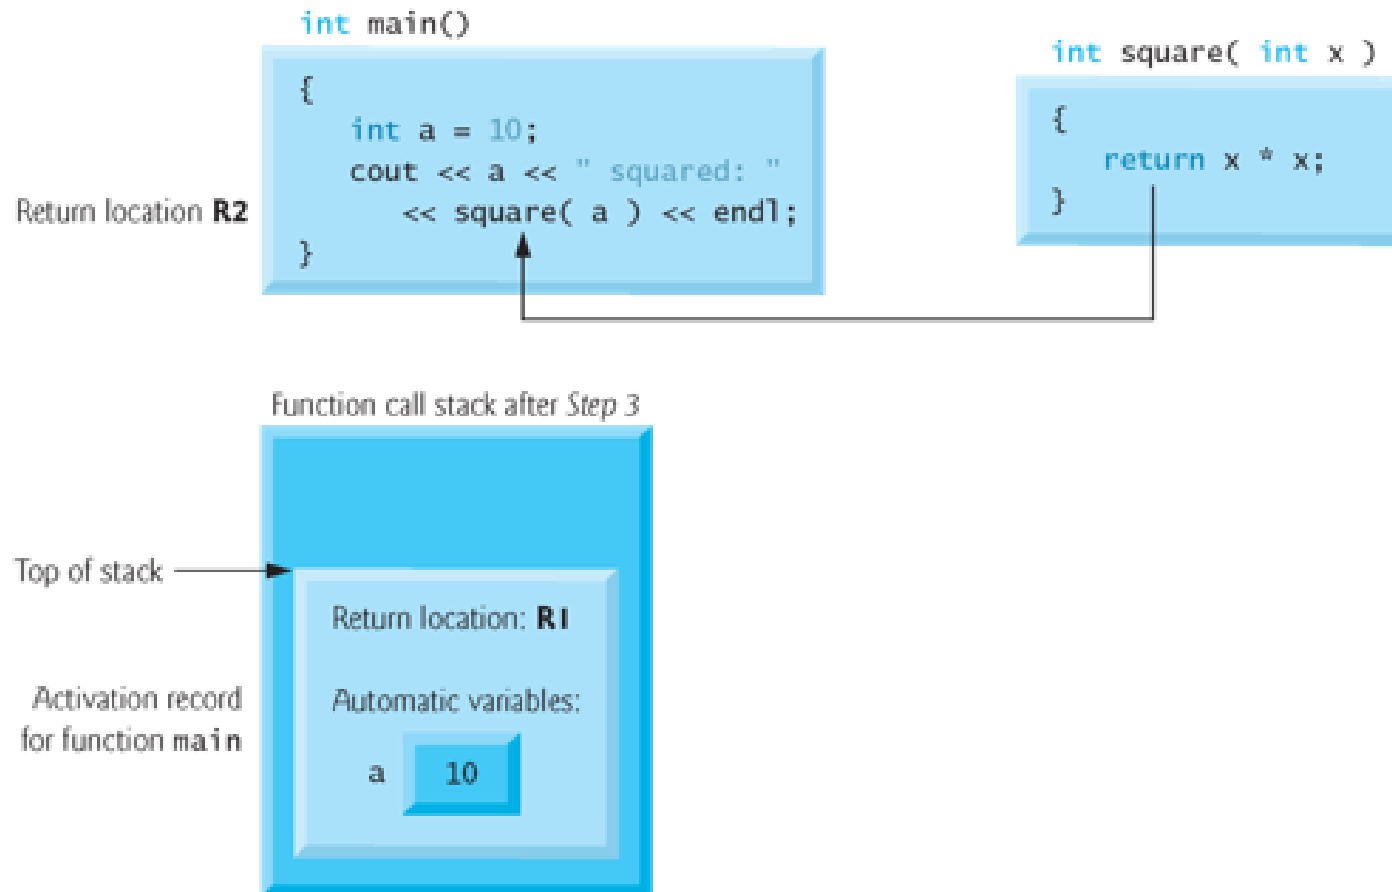 int main()
{
int a = 10;
cout << a << " squared: "
Return location R2
<< square( a ) << endl;
}
int square( int x )
{
return x * x;
}
Function call stack after Step 3
Top of stack
Return location: R1
Activation record
for function main
Automatic variables:
a
10